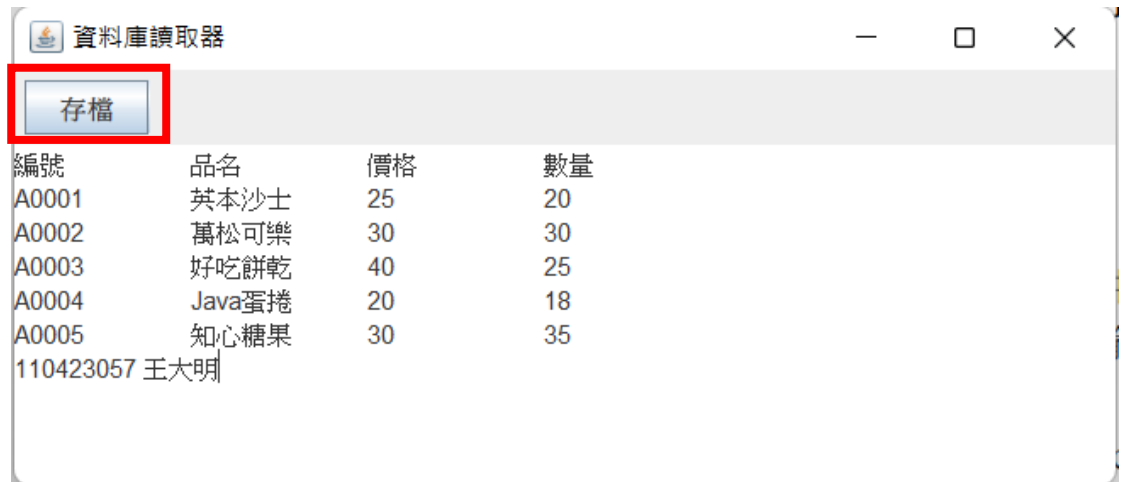 資料庫讀取器
存檔
編號 品名 價格 數量
A0001 英本沙士 25 20
A0002 萬松可樂 30 30
A0003 好吃餅乾 40 25
A0004 Java蛋捲 20 18
A0005 知心糖果 30 35
110423057 王大明